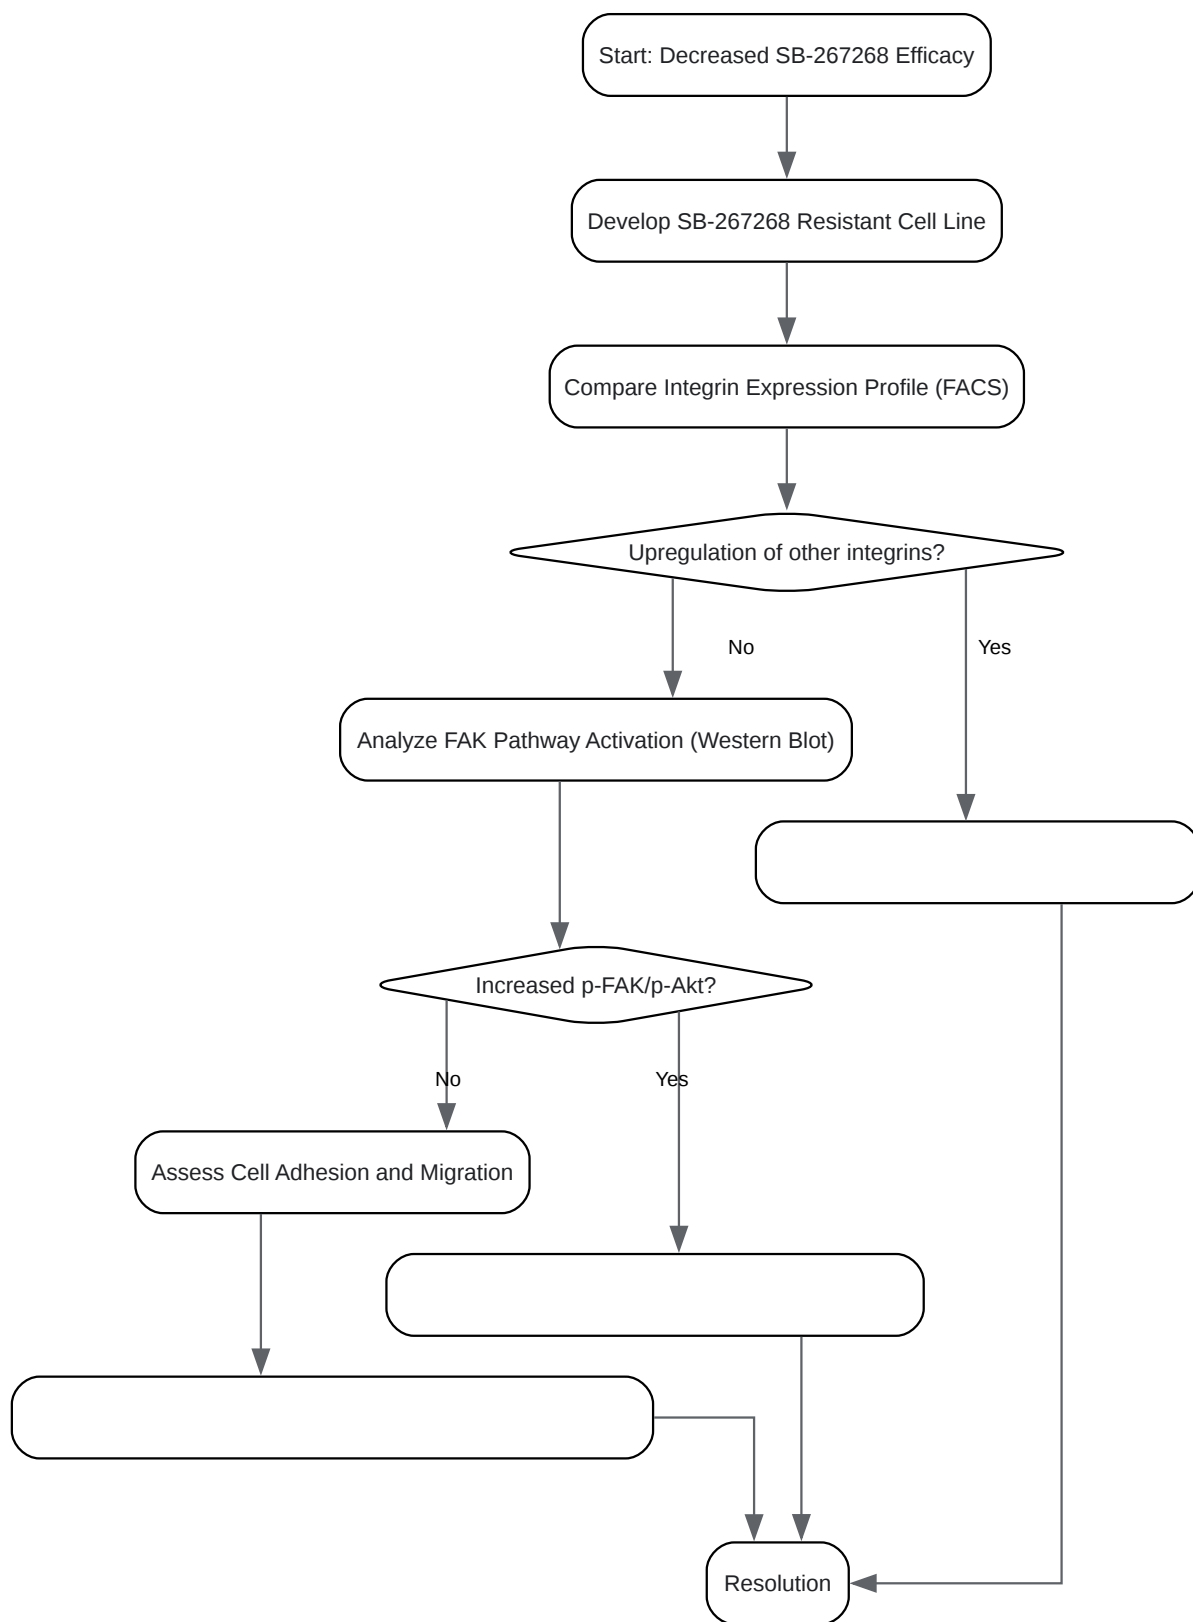 Start: Decreased SB-267268 Efficacy
Develop SB-267268 Resistant Cell Line
Compare Integrin Expression Profile (FACS)
Upregulation of other integrins?
No
Yes
Analyze FAK Pathway Activation (Western Blot)
Increased p-FAK/p-Akt?
No
Yes
Assess Cell Adhesion and Migration
Resolution